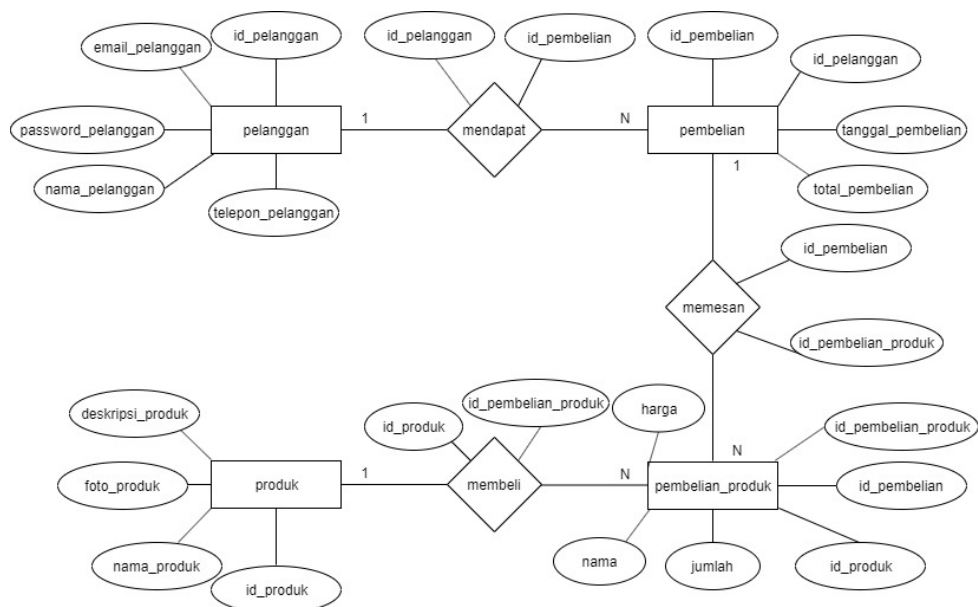 id_pelanggan
id_pelanggan
id_pembelian
id_pembelian
email_pelanggan
id_pelanggan
password_pelanggan
pelanggan
1
mendapat
N
pembelian
tanggal_pembelian
nama_pelanggan
1
total_pembelian
telepon_pelanggan
id_pembelian
memesan
id_pembelian_produk
deskripsi_produk
id_produk
id_pembelian_produk
harga
id_pembelian_produk
N
foto_produk
produk
1
membeli
N
pembelian_produk
id_pembelian
nama_produk
id_produk
nama
jumlah
id_produk